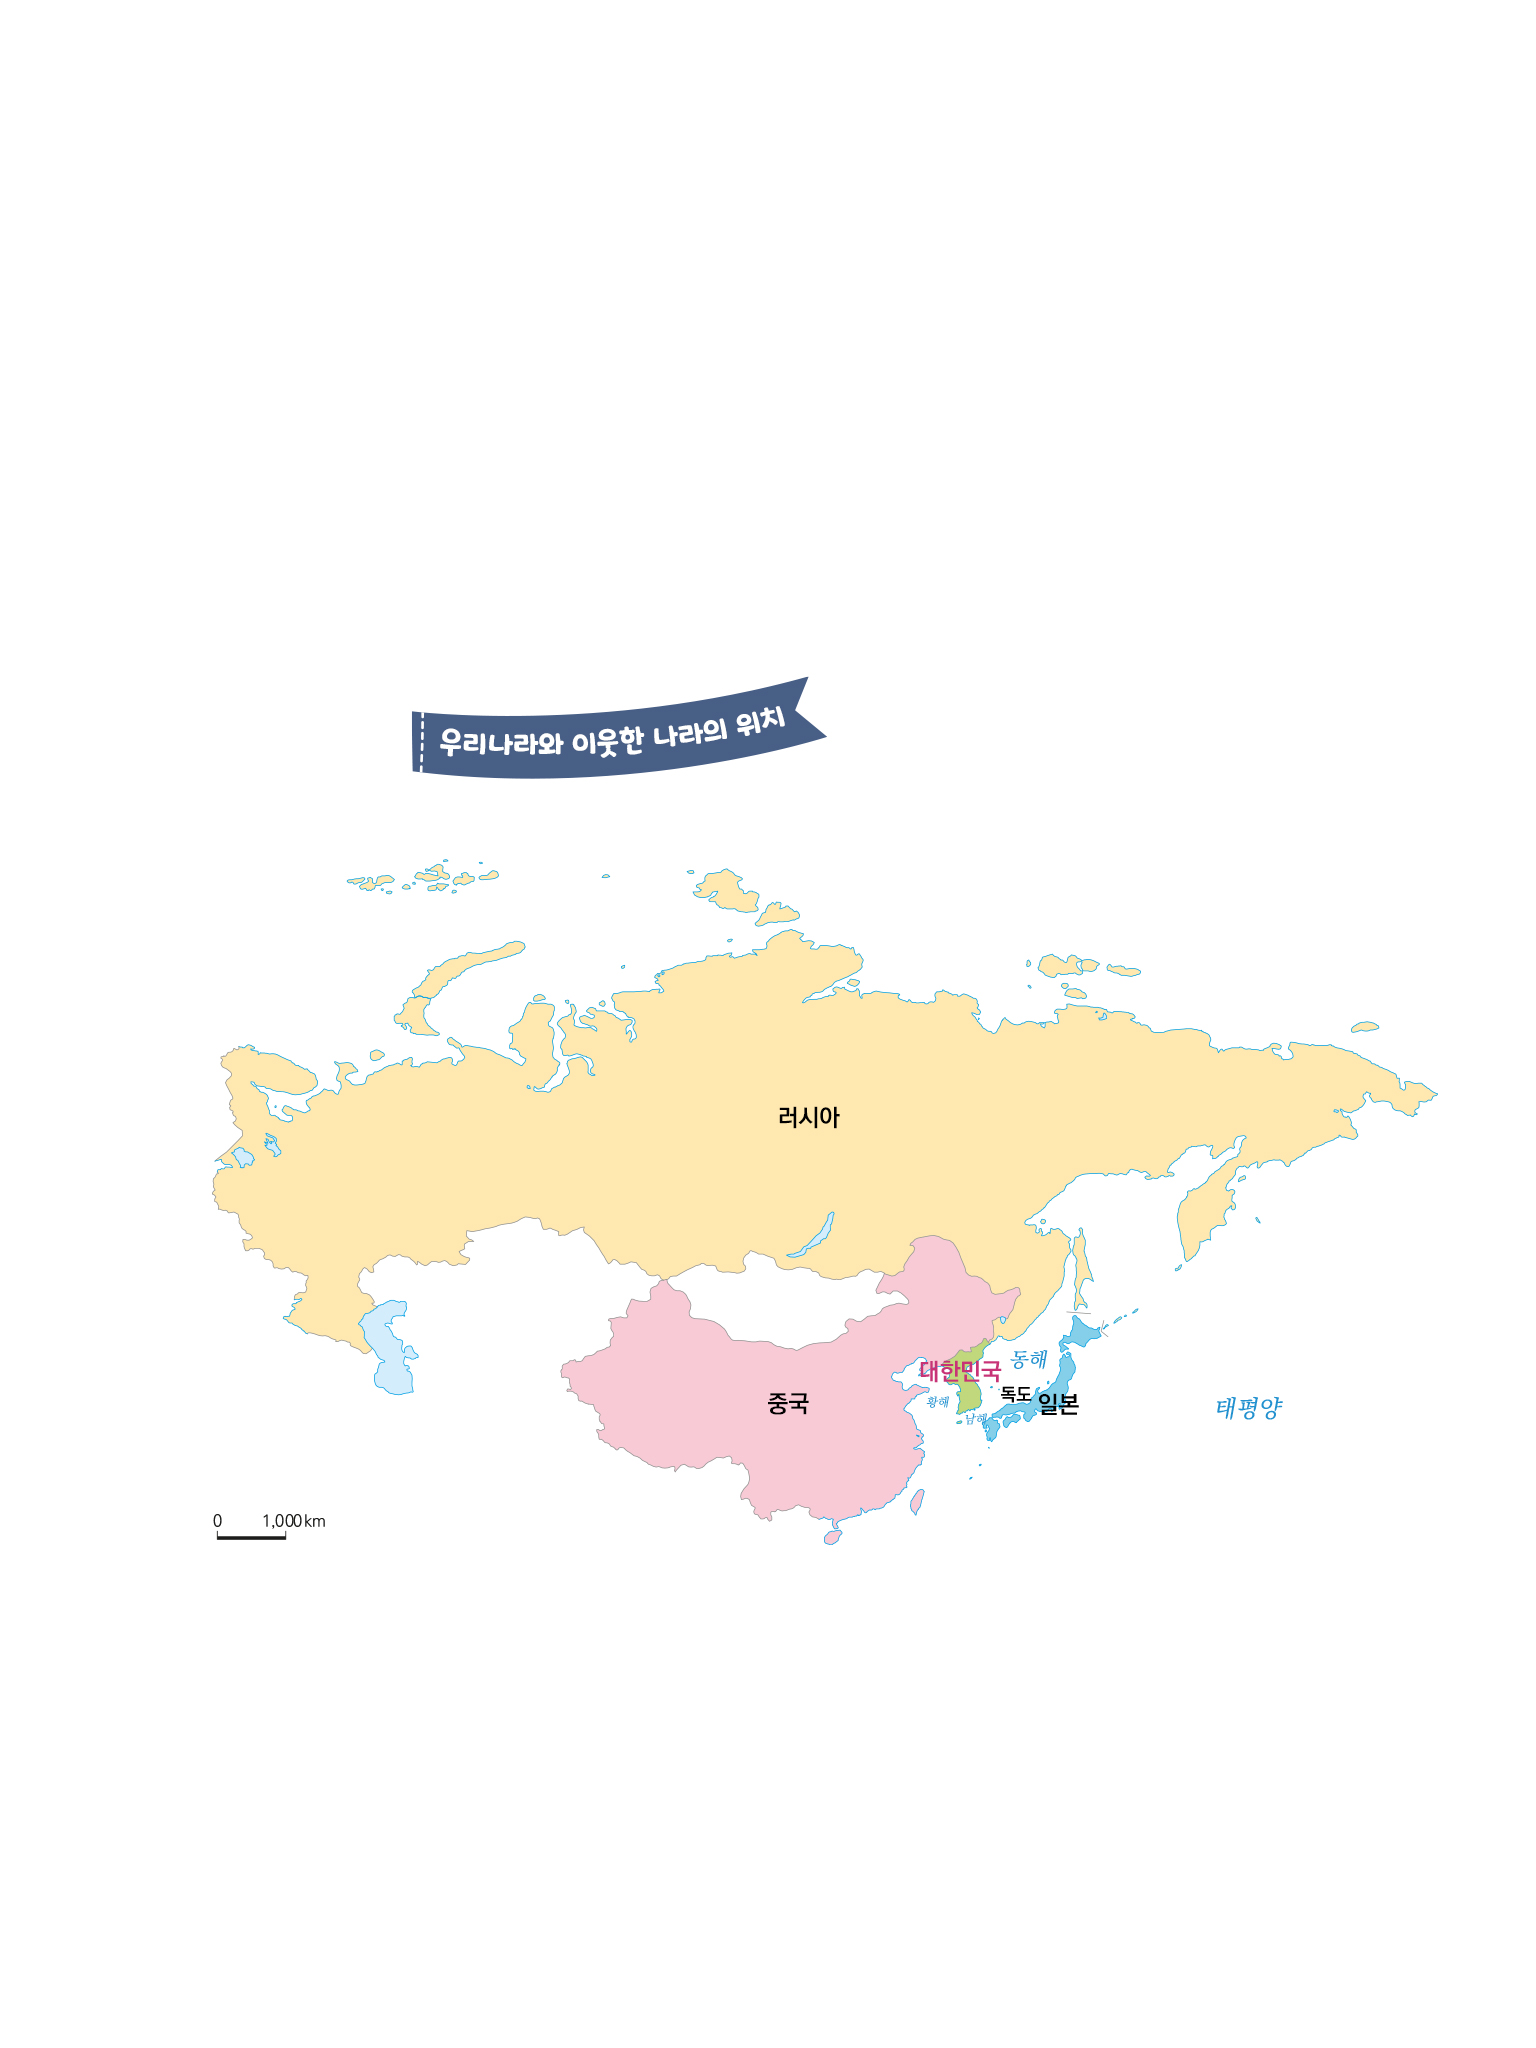 우리나라와 이웃한 나라의 위치
러시아
대한민국
동해
중국
황해
독도
일본
남해
태평양
0 1,000 km